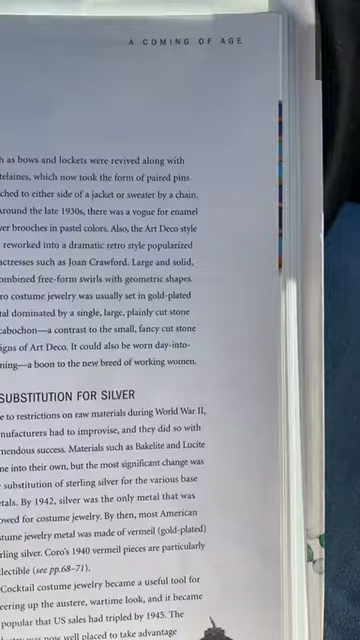 A COMING OF AGE
h as bows and lockets were revived along with
telaines, which now took the form of paired pins
ched to either side of a jacket or sweater by a chain.
Around the late 1930s, there was a vogue for enamel
ver brooches in pastel colors. Also, the Art Deco style
reworked into a dramatic retro style popularized
actresses such as Joan Crawford. Large and solid,
ombined free-form swirls with geometric shapes.
ro costume jewelry was usually set in gold-plated
tal dominated by a single, large, plainly cut stone
cabochon—a contrast to the small, fancy cut stone
igns of Art Deco. It could also be worn day-into-
ning—a boon to the new breed of working women.
SUBSTITUTION FOR SILVER
e to restrictions on raw materials during World War II,
nufacturers had to improvise, and they did so with
mendous success. Materials such as Bakelite and Lucite
ne into their own, but the most significant change was
substitution of sterling silver for the various base
tals. By 1942, silver was the only metal that was
owed for costume jewelry. By then, most American
stume jewelry was made of vermeil (gold-plated)
rling silver. Coro's 1940 vermeil pieces are particularly
llectible (see pp.68–71).
Cocktail costume jewelry became a useful tool for
eering up the austere, wartime look, and it became
popular that US sales had tripled by 1945. The
was now well placed to take advantage